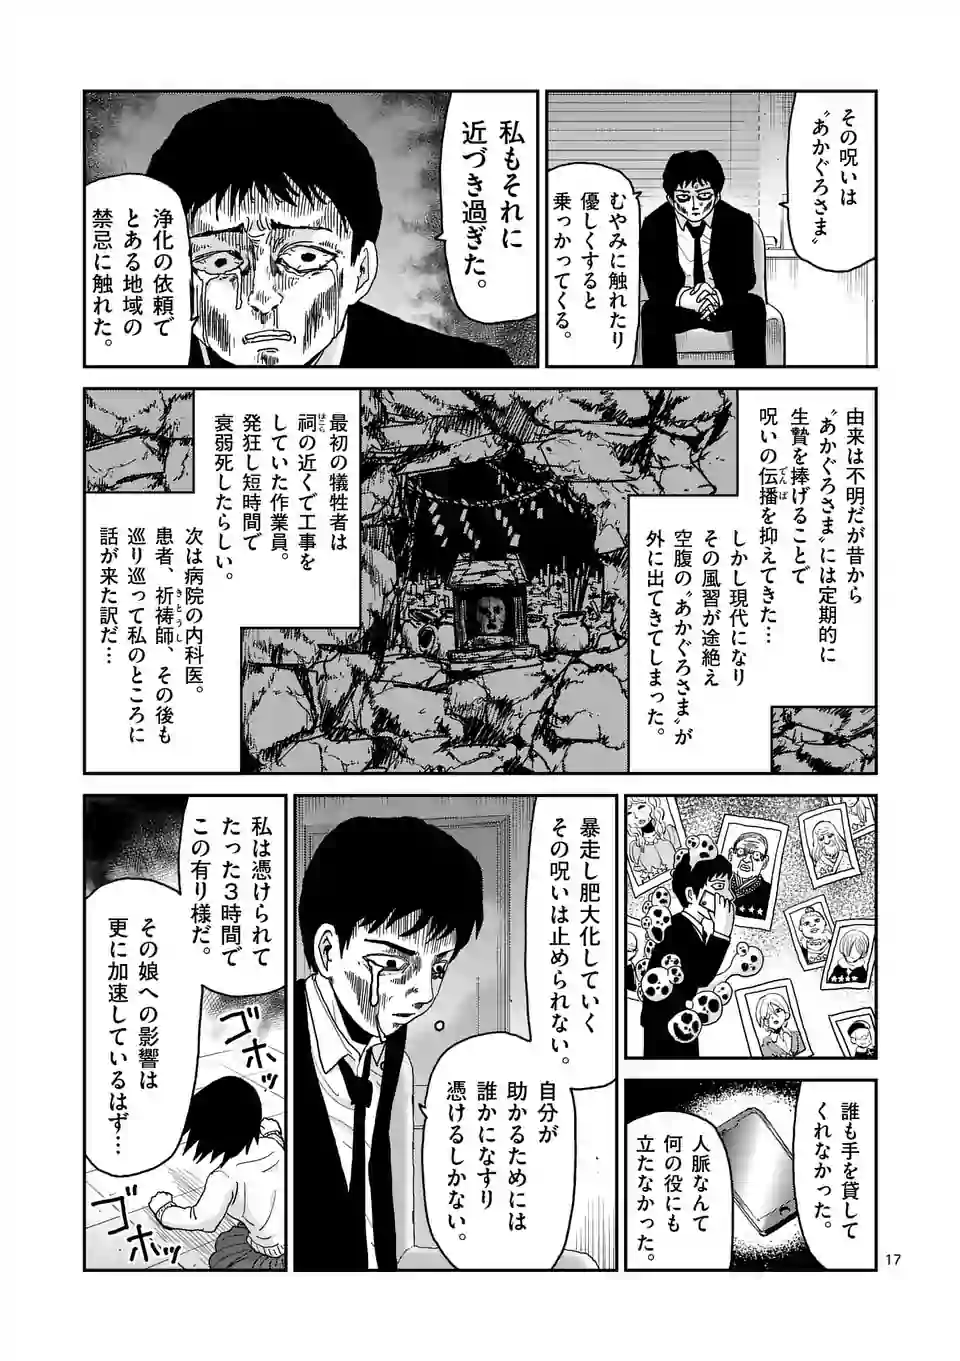 その呪いは
〝あかぐろさま〟
むやみに触れたり
優しくすると
乗っかってくる。
私もそれに
近づき過ぎた。
浄化の依頼で
とある地域の
禁忌に触れた。
由来は不明だが昔から
〝あかぐろさま〟には定期的に
生贄を捧げることで
呪いの伝播を抑えてきた…
でんぱ
しかし現代になり
その風習が途絶え
空腹の〝あかぐろさま〟が
外に出てきてしまった。
最初の犠牲者は
祠の近くで工事を
ほこら
していた作業員。
発狂し短時間で
衰弱死したらしい。
次は病院の内科医。
患者、祈祷師、その後も
きとうし
巡り巡って私のところに
話が来た訳だ…
誰も手を貸して
くれなかった。
人脈なんて
何の役にも
立たなかった。
暴走し肥大化していく
その呪いは止められない。
自分が
助かるためには
誰かになすり
憑けるしかない。
私は憑けられて
たった3時間で
この有り様だ。
その娘への影響は
更に加速しているはず…
ゴホッ
ゴホッ
17